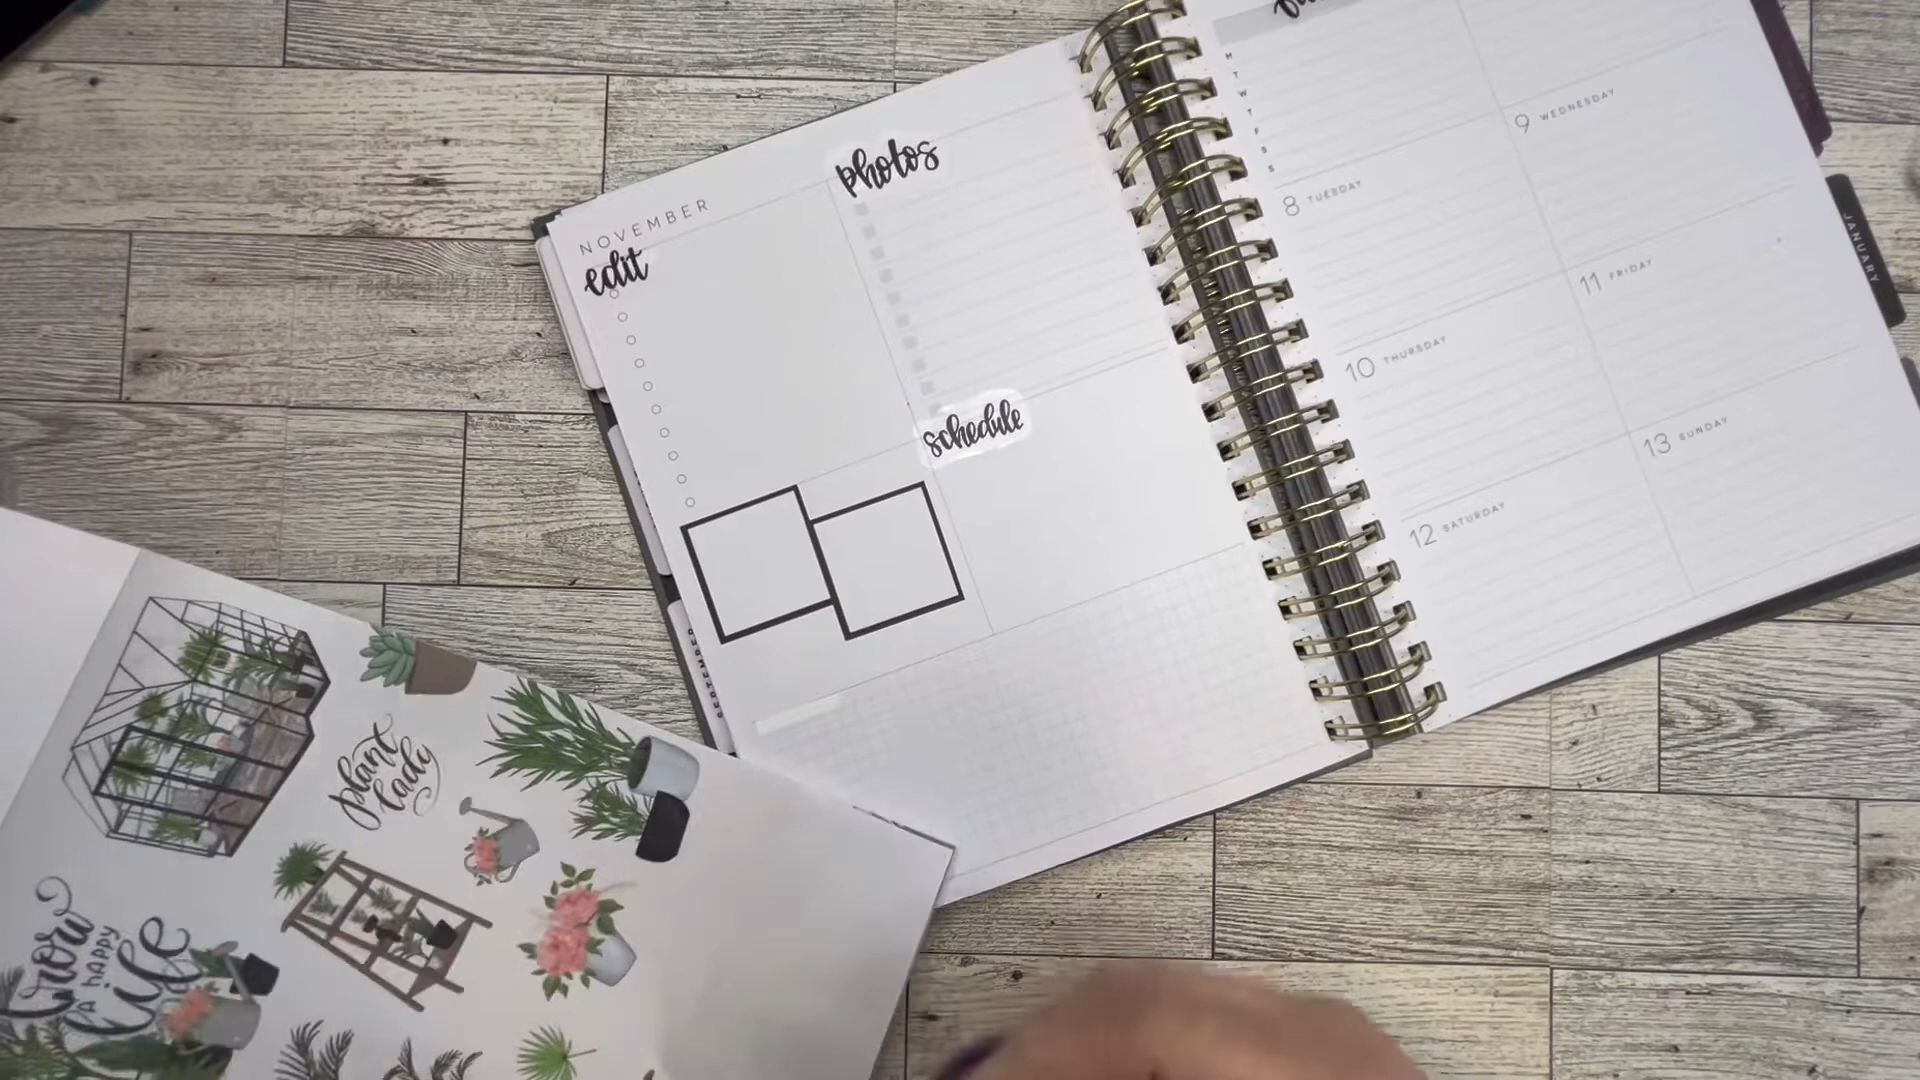 NOVEMBER
edit
photos
schedule
SEPTEMBER
M
T
W
T
F
S
S
8 TUESDAY
9 WEDNESDAY
10 THURSDAY
11 FRIDAY
12 SATURDAY
13 SUNDAY
JANUARY
plant
lady
Grow
A HAPPY
Life